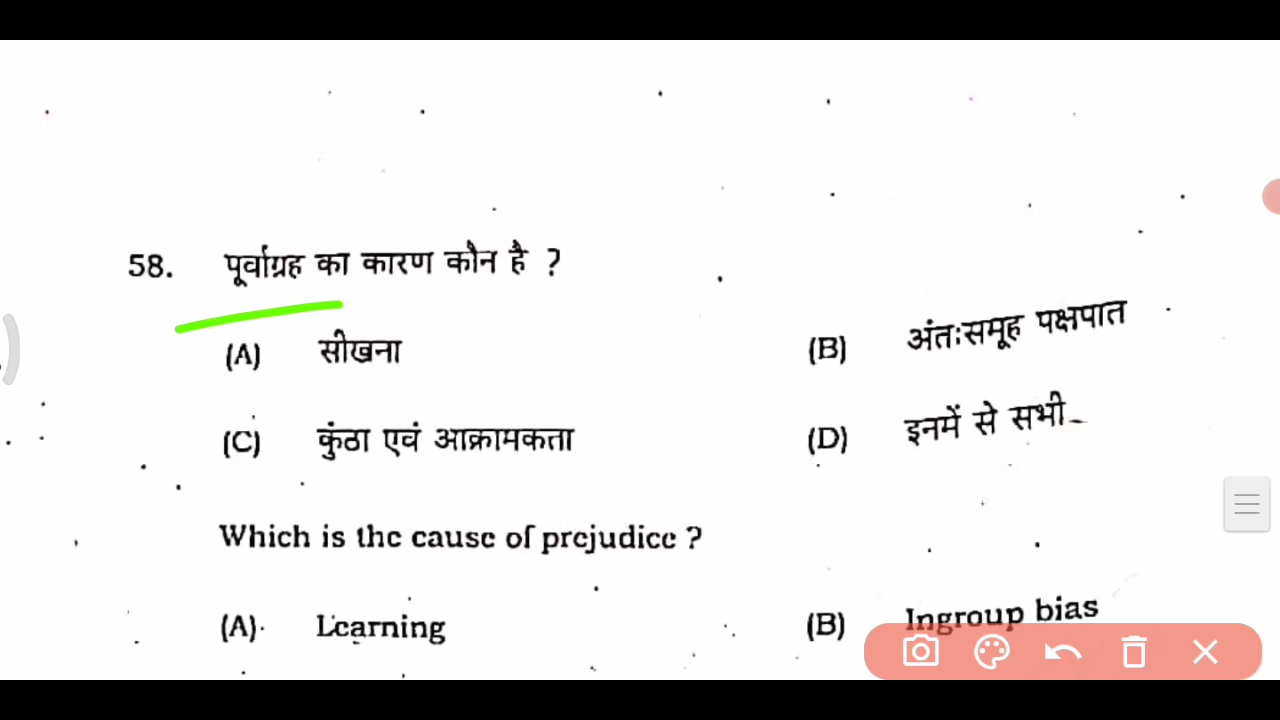 58. पूर्वाग्रह का कारण कौन है ?
(A) सीखना (B) अंतःसमूह पक्षपात
(C) कुंठा एवं आक्रामकता (D) इनमें से सभी
Which is the cause of prejudice ?
(A) Learning (B) Ingroup bias